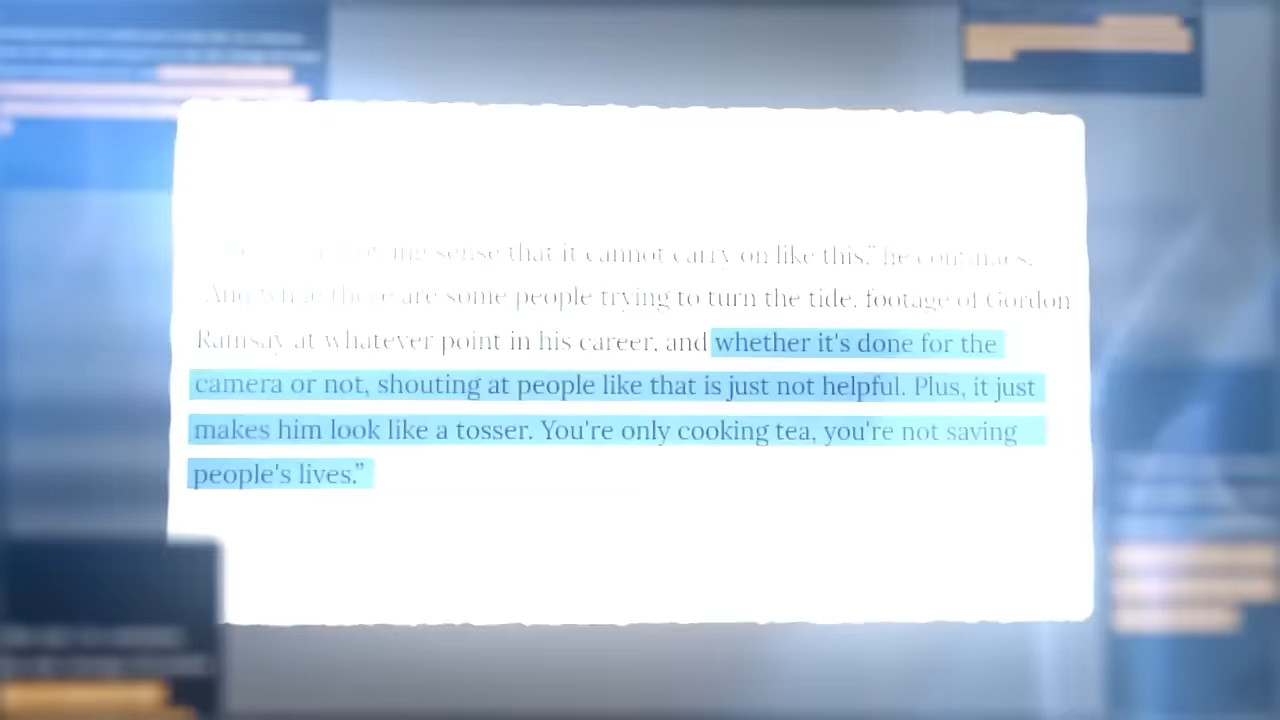 sense that it cannot carry on like this,” he continues.
“And while there are some people trying to turn the tide, footage of Gordon
Ramsay at whatever point in his career, and whether it's done for the
camera or not, shouting at people like that is just not helpful. Plus, it just
makes him look like a tosser. You're only cooking tea, you're not saving
people's lives.”